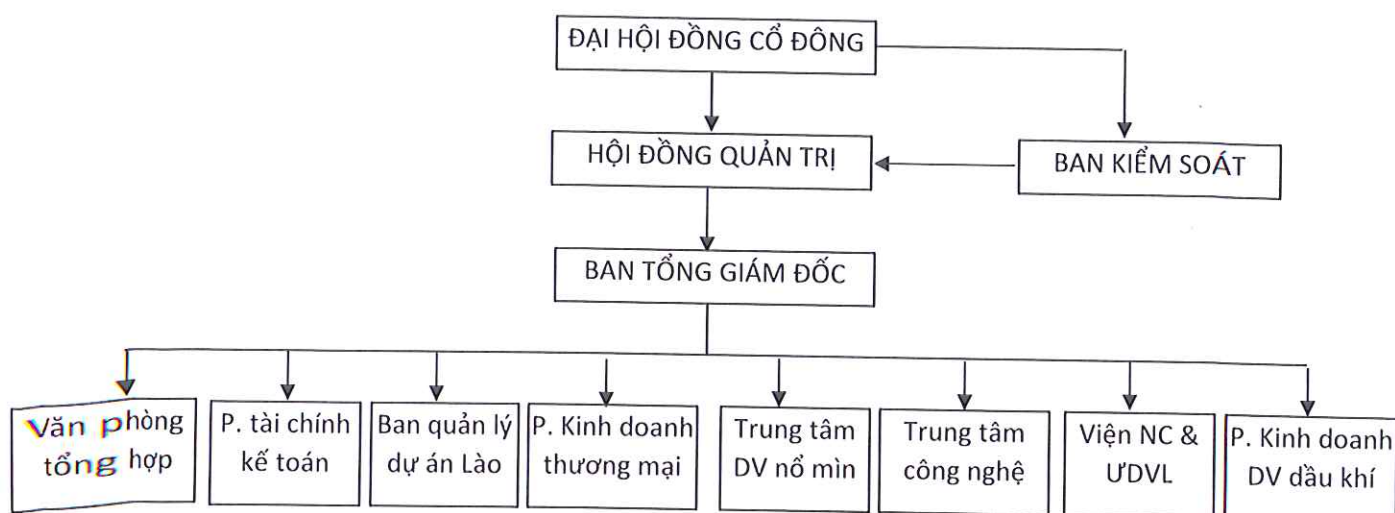 ĐẠI HỘI ĐỒNG CỔ ĐÔNG
HỘI ĐỒNG QUẢN TRỊ
BAN KIỂM SOÁT
BAN TỔNG GIÁM ĐỐC
Văn phòng
tổng hợp
P. tài chính
kế toán
Ban quản lý
dự án Lào
P. Kinh doanh
thương mại
Trung tâm
DV nổ mìn
Trung tâm
công nghệ
Viện NC &
ƯDVL
P. Kinh doanh
DV dầu khí